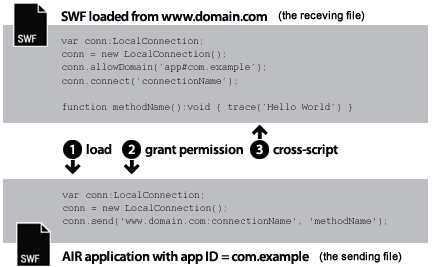 SWF loaded from www.domain.com (the receving file)
SWF
var conn:LocalConnection;
conn = new LocalConnection();
conn.allowDomain('app#com.example');
conn.connect('connectionName');
function methodName():void { trace('Hello World') }
1 load 2 grant permission 3 cross-script
var conn:LocalConnection;
conn = new LocalConnection();
conn.send('www.domain.com:connectionName', 'methodName');
SWF
AIR application with app ID = com.example (the sending file)